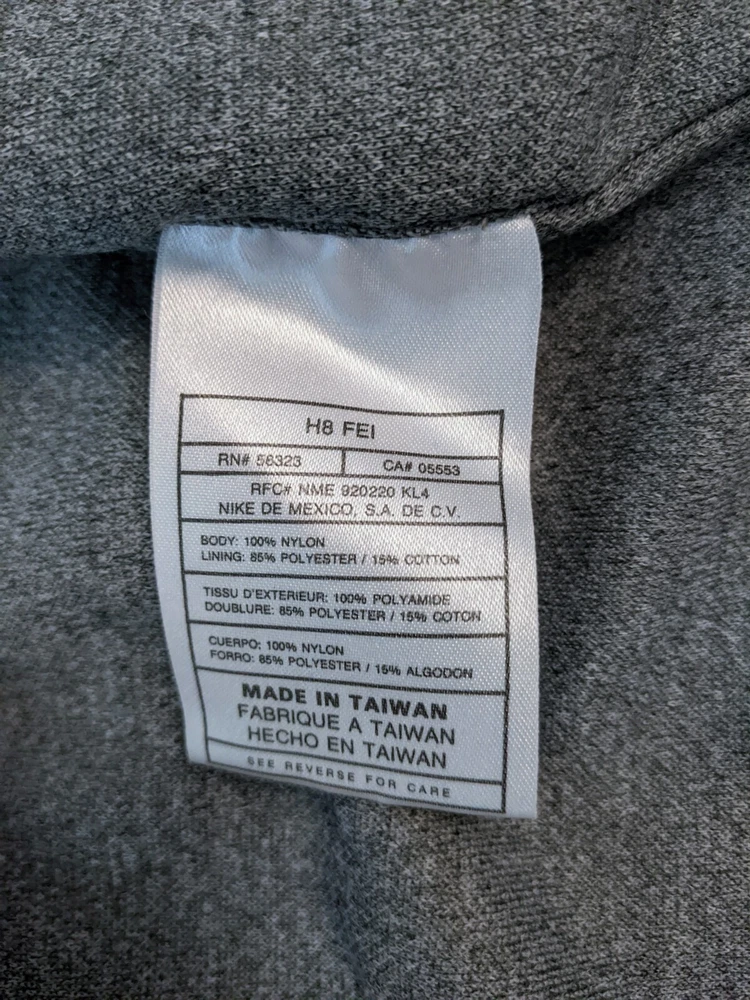 H8 FEI
RN# 56323 CA# 05553
RFC# NME 920220 KL4
NIKE DE MEXICO, S.A. DE C.V.
BODY: 100% NYLON
LINING: 85% POLYESTER / 15% COTTON
TISSU D'EXTERIEUR: 100% POLYAMIDE
DOUBLURE: 85% POLYESTER / 15% COTON
CUERPO: 100% NYLON
FORRO: 85% POLYESTER / 15% ALGODON
MADE IN TAIWAN
FABRIQUE A TAIWAN
HECHO EN TAIWAN
SEE REVERSE FOR CARE